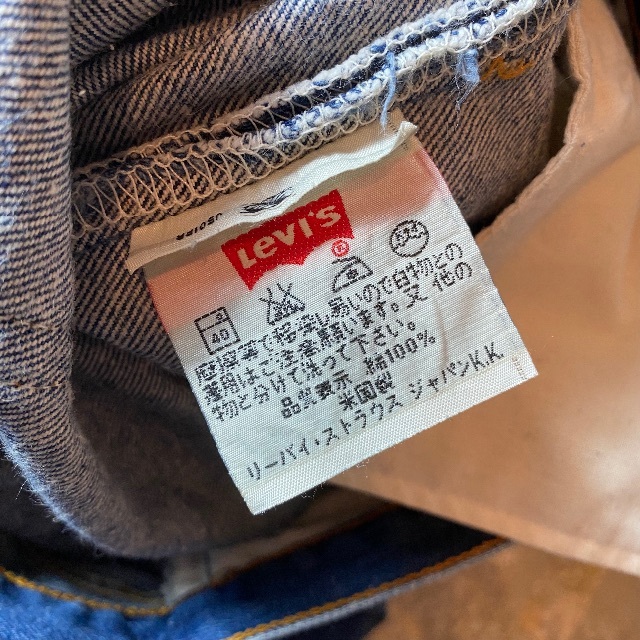 LEVI'S
40
摩擦等で移染し易いので白物との
着用はご注意願います。又 他の
物と分けて洗って下さい。
品質表示 綿100%
米国製
リーバイ・ストラウス ジャパンK.K